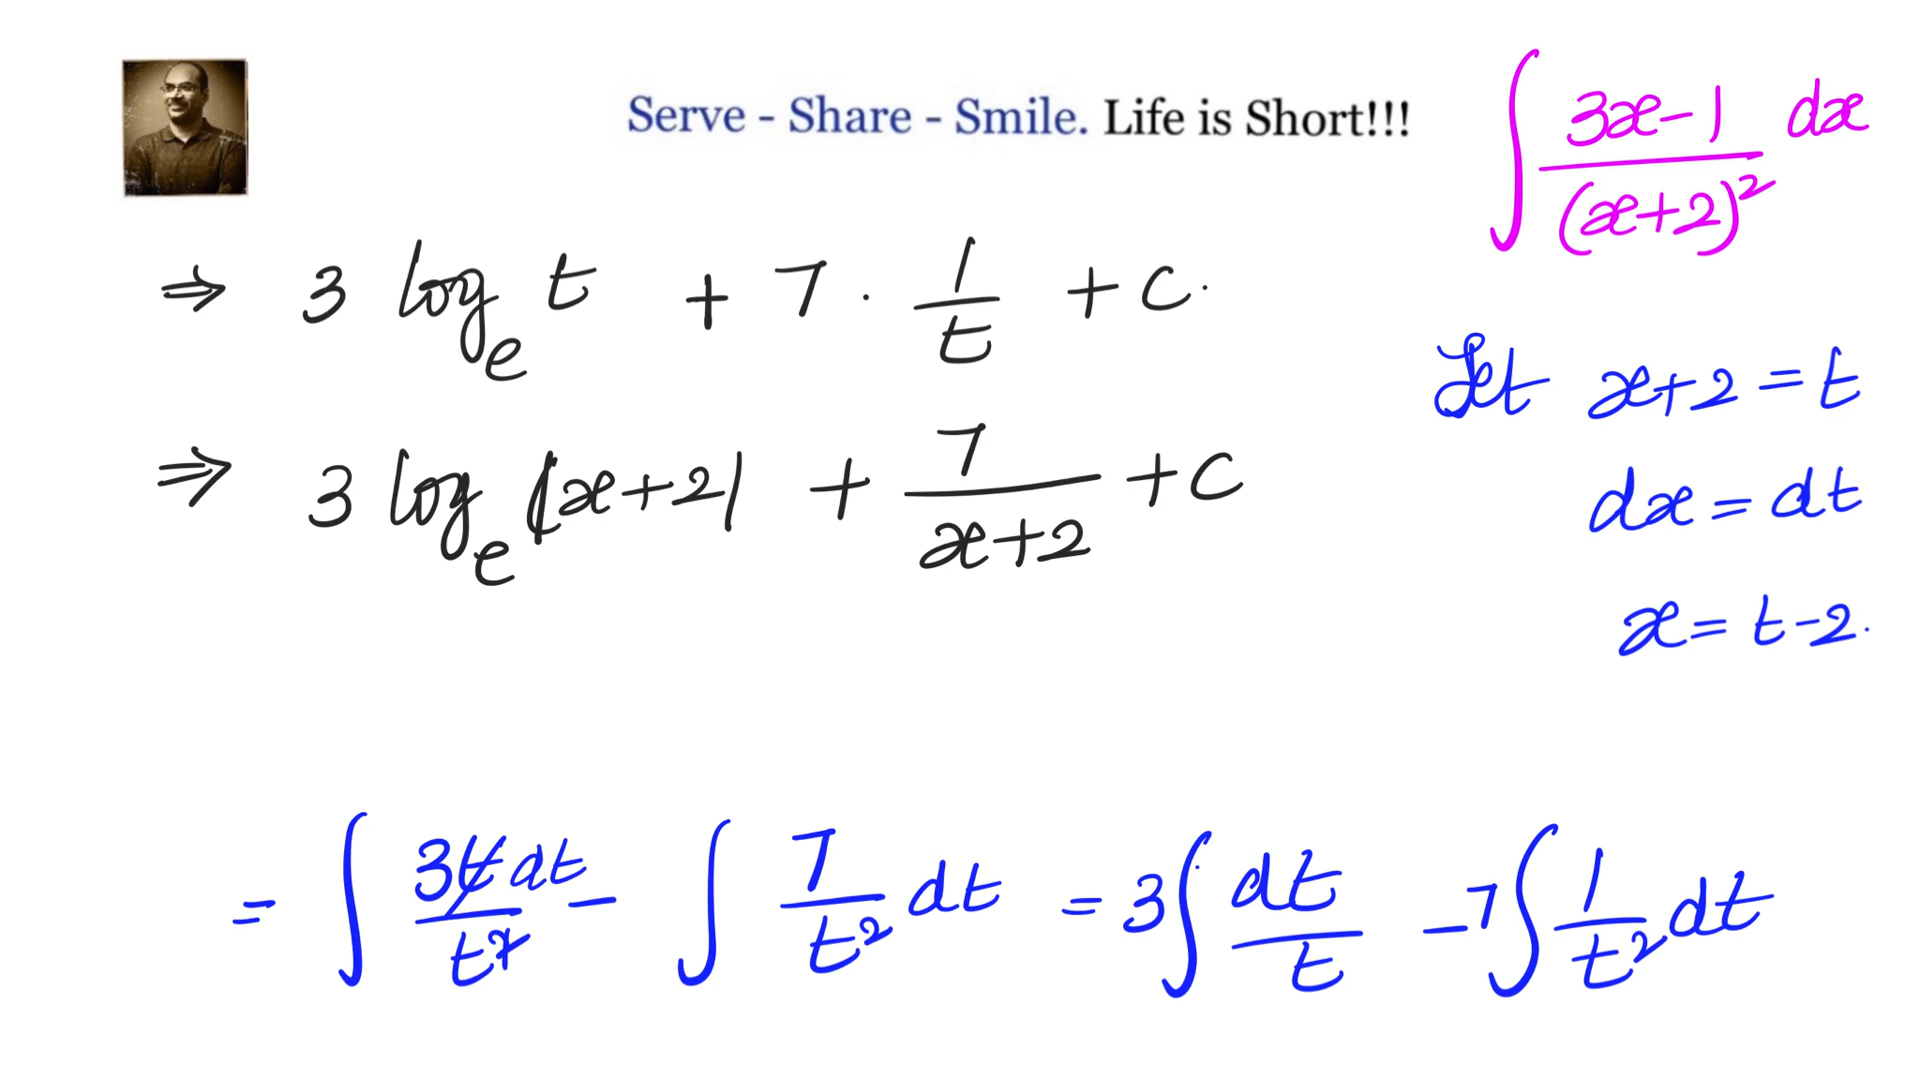 Serve - Share - Smile. Life is Short!!!
∫ (3x-1)/(x+2)² dx
⇒ 3 logₑ t + 7 · 1/t + C.
Let x+2 = t
⇒ 3 logₑ |x+2| + 7/(x+2) + C
dx = dt
x = t-2.
= ∫ 3t dt/t² - ∫ 7/t² dt = 3∫ dt/t - 7∫ 1/t² dt